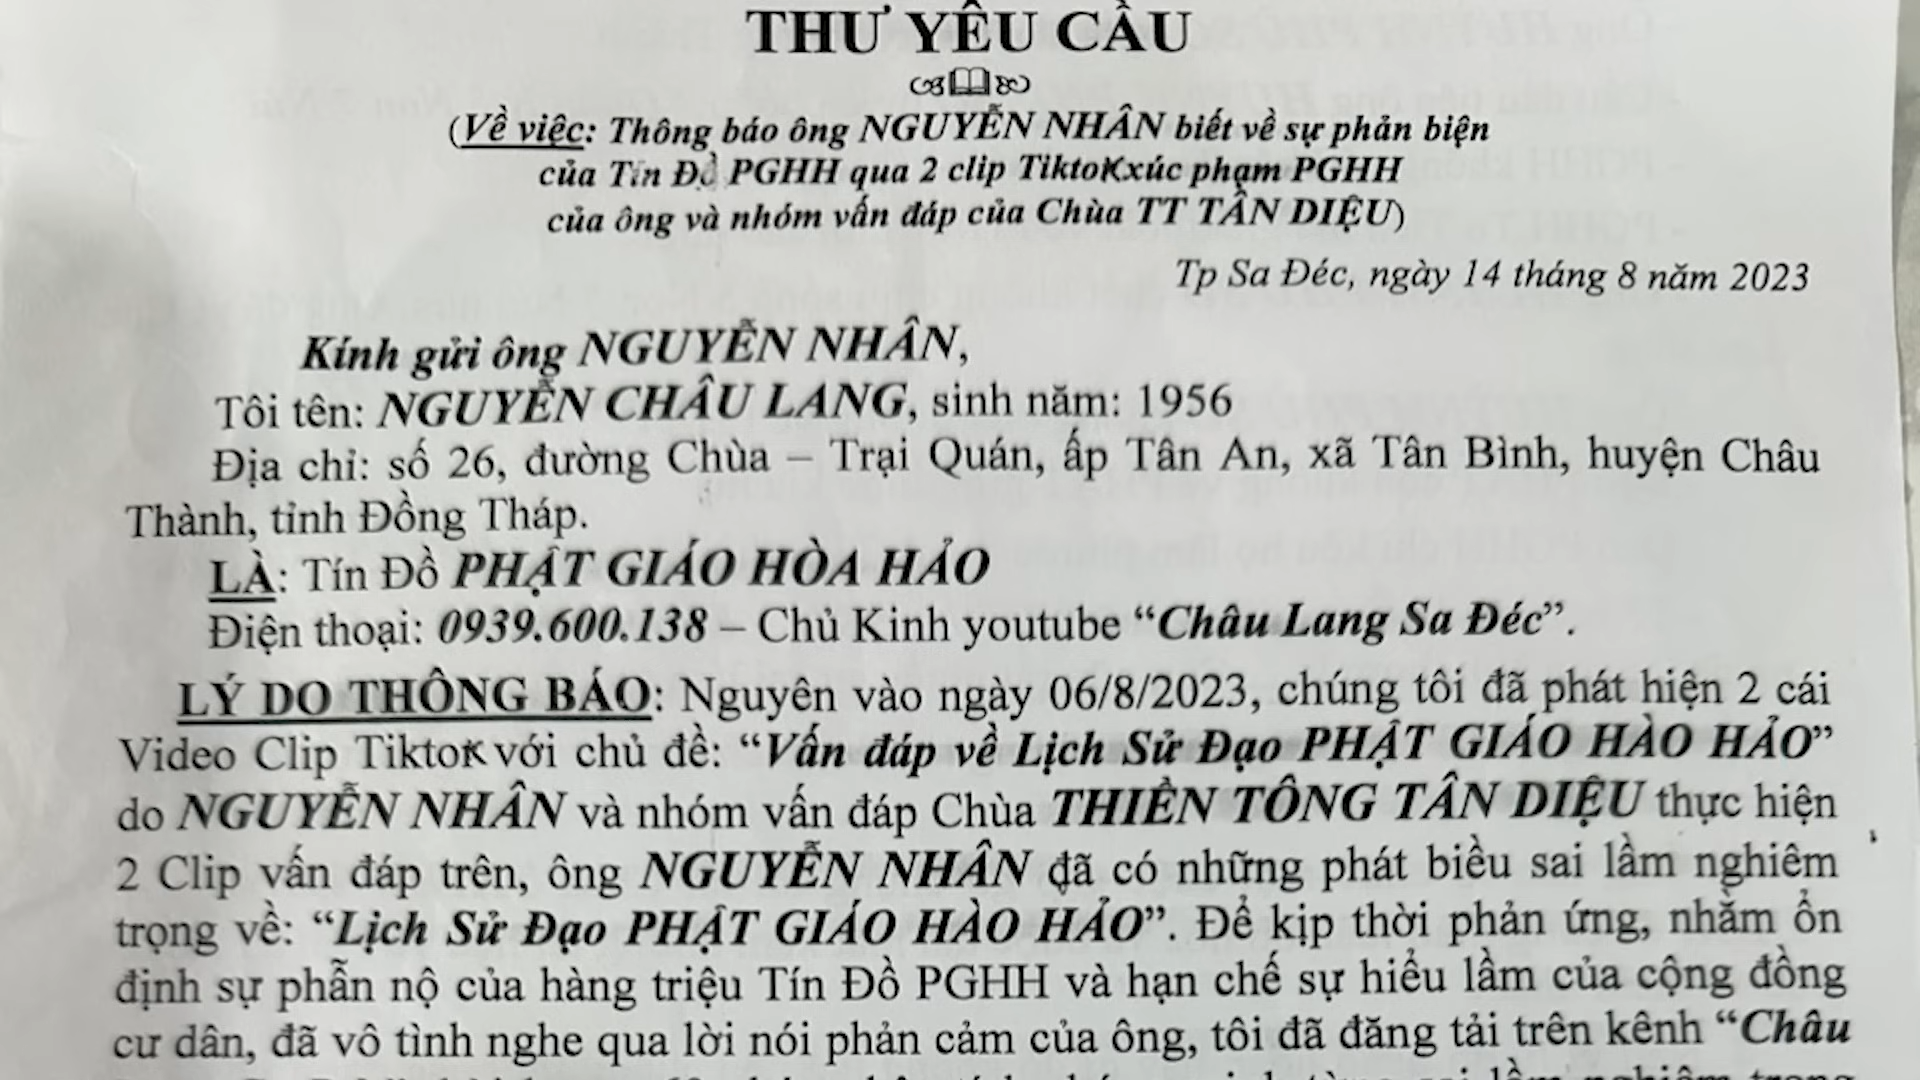 THƯ YÊU CẦU
(Về việc: Thông báo ông NGUYỄN NHÂN biết về sự phản biện
của Tín Đồ PGHH qua 2 clip Tiktok xúc phạm PGHH
của ông và nhóm vấn đáp của Chùa TT TÂN DIỆU)
Tp Sa Đéc, ngày 14 tháng 8 năm 2023
Kính gửi ông NGUYỄN NHÂN,
Tôi tên: NGUYỄN CHÂU LANG, sinh năm: 1956
Địa chỉ: số 26, đường Chùa – Trại Quán, ấp Tân An, xã Tân Bình, huyện Châu
Thành, tỉnh Đồng Tháp.
LÀ: Tín Đồ PHẬT GIÁO HÒA HẢO
Điện thoại: 0939.600.138 – Chủ Kinh youtube “Châu Lang Sa Đéc”.
LÝ DO THÔNG BÁO: Nguyên vào ngày 06/8/2023, chúng tôi đã phát hiện 2 cái
Video Clip Tiktok với chủ đề: “Vấn đáp về Lịch Sử Đạo PHẬT GIÁO HÀO HẢO”
do NGUYỄN NHÂN và nhóm vấn đáp Chùa THIỀN TÔNG TÂN DIỆU thực hiện
2 Clip vấn đáp trên, ông NGUYỄN NHÂN đã có những phát biều sai lầm nghiêm
trọng về: “Lịch Sử Đạo PHẬT GIÁO HÀO HẢO”. Để kịp thời phản ứng, nhằm ổn
định sự phẫn nộ của hàng triệu Tín Đồ PGHH và hạn chế sự hiểu lầm của cộng đồng
cư dân, đã vô tình nghe qua lời nói phản cảm của ông, tôi đã đăng tải trên kênh “Châu